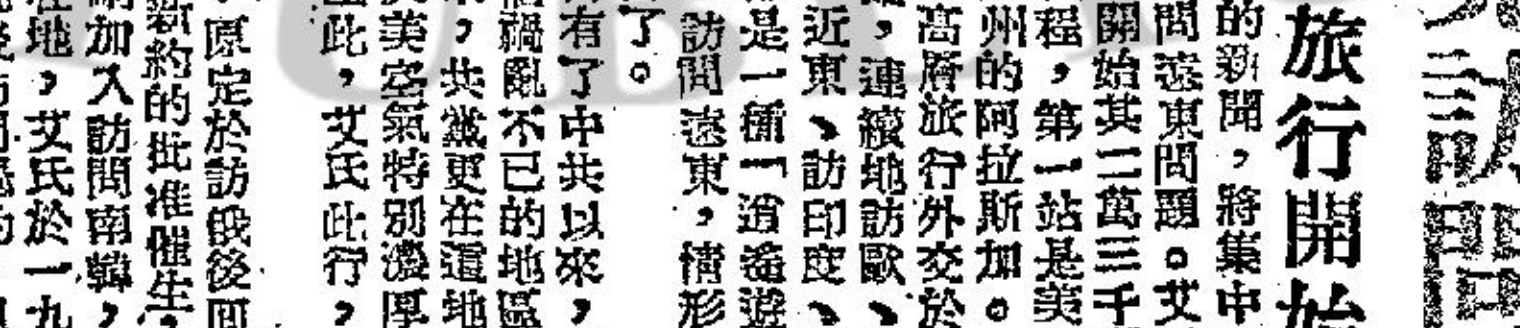 訪問
旅行開始
的新聞,將集中
問遠東問題。艾
開始其二萬三千
程,第一站是美
州的阿拉斯加。
高層旅行外交於
,連續地訪歐、
近東、訪印度、
是一種「逍遙遊
訪問遠東,情形
了。
有了中共以來,
禍亂不已的地區
,共黨更在這地
美空氣特別濃厚
此,艾氏此行,
原定於訪俄後回
新約的批准催生,
加入訪問南韓,
地,艾氏於一九